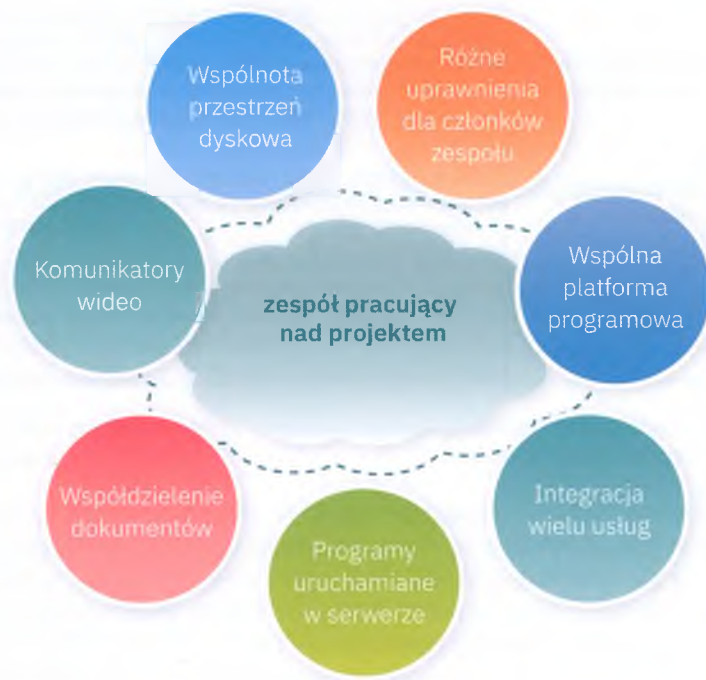 Wspólnota
przestrzeń
dyskowa
Różne
uprawnienia
dla członków
zespołu
Komunikatory
wideo
zespół pracujący
nad projektem
Wspólna
platforma
programowa
Współdzielenie
dokumentów
Integracja
wielu usług
Programy
uruchamiane
w serwerze